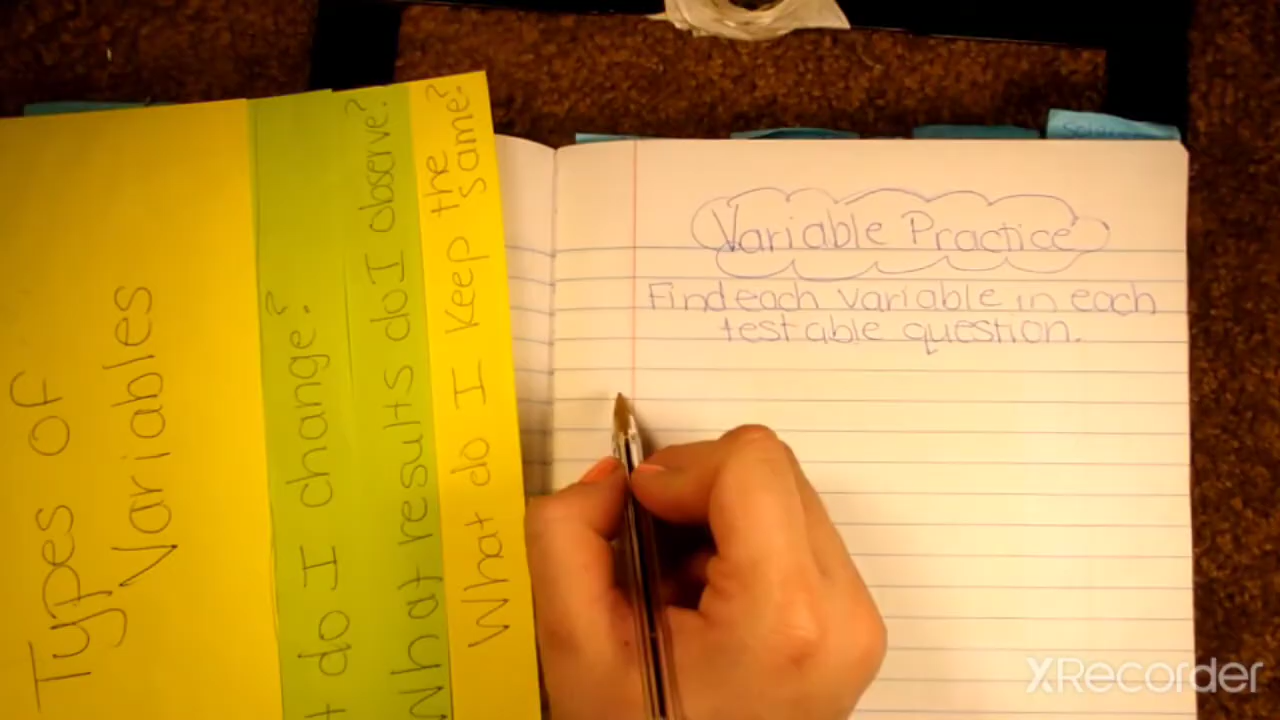 Types of
Variables
t do I change?
What results do I observe?
What do I keep the
same?
Variable Practice
Find each variable in each
testable question.
XRecorder